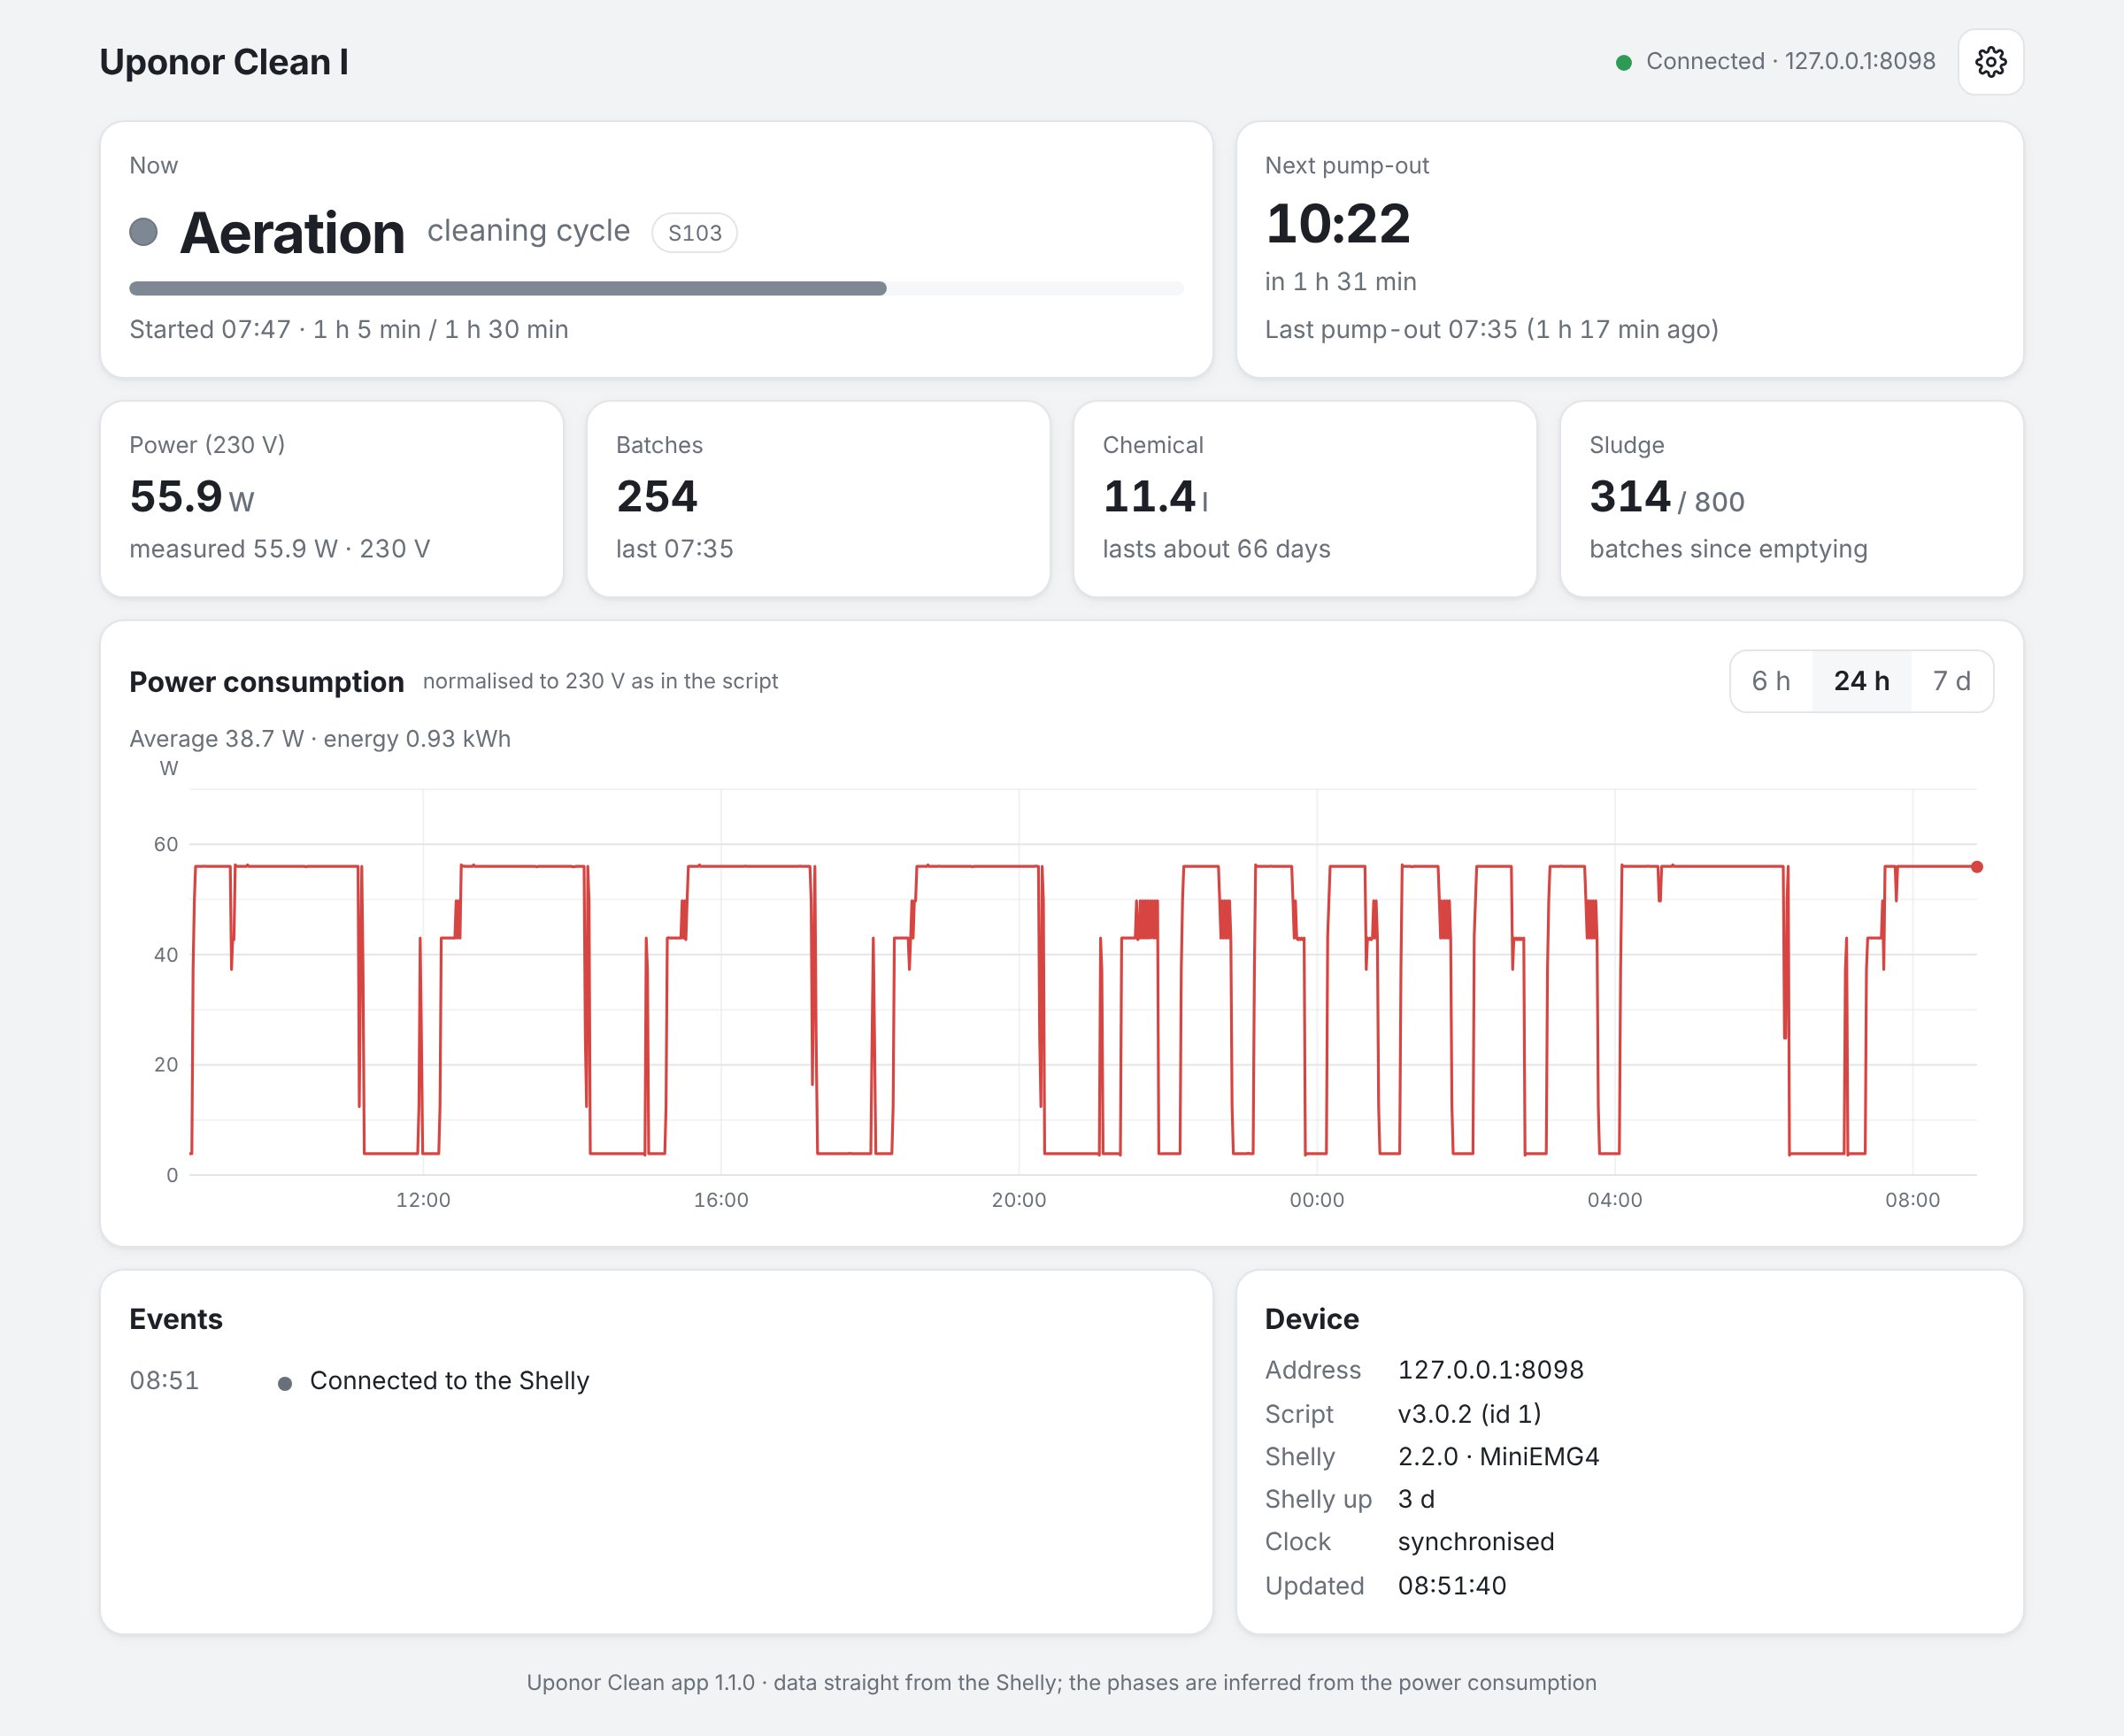 Uponor Clean I
Connected · 127.0.0.1:8098
Now
Aeration cleaning cycle S103
Started 07:47 · 1 h 5 min / 1 h 30 min
Next pump-out
10:22
in 1 h 31 min
Last pump-out 07:35 (1 h 17 min ago)
Power (230 V)
55.9 W
measured 55.9 W · 230 V
Batches
254
last 07:35
Chemical
11.4 l
lasts about 66 days
Sludge
314 / 800
batches since emptying
Power consumption normalised to 230 V as in the script
6 h 24 h 7 d
Average 38.7 W · energy 0.93 kWh
W
60
40
20
0
12:00 16:00 20:00 00:00 04:00 08:00
Events
08:51 Connected to the Shelly
Device
Address 127.0.0.1:8098
Script v3.0.2 (id 1)
Shelly 2.2.0 · MiniEMG4
Shelly up 3 d
Clock synchronised
Updated 08:51:40
Uponor Clean app 1.1.0 · data straight from the Shelly; the phases are inferred from the power consumption